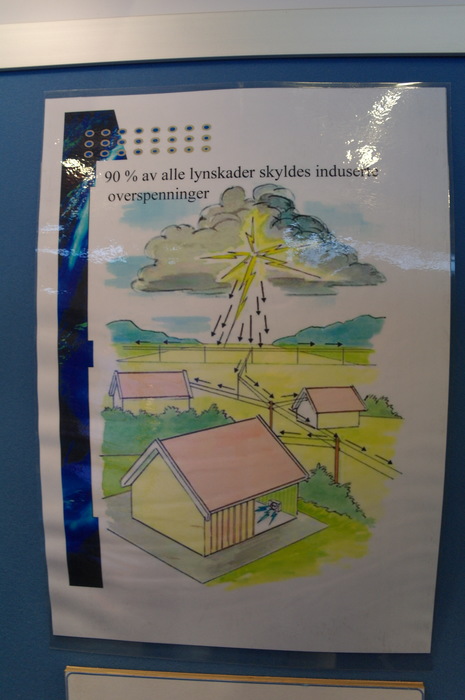 90 % av alle lynskader skyldes induserte
overspenninger